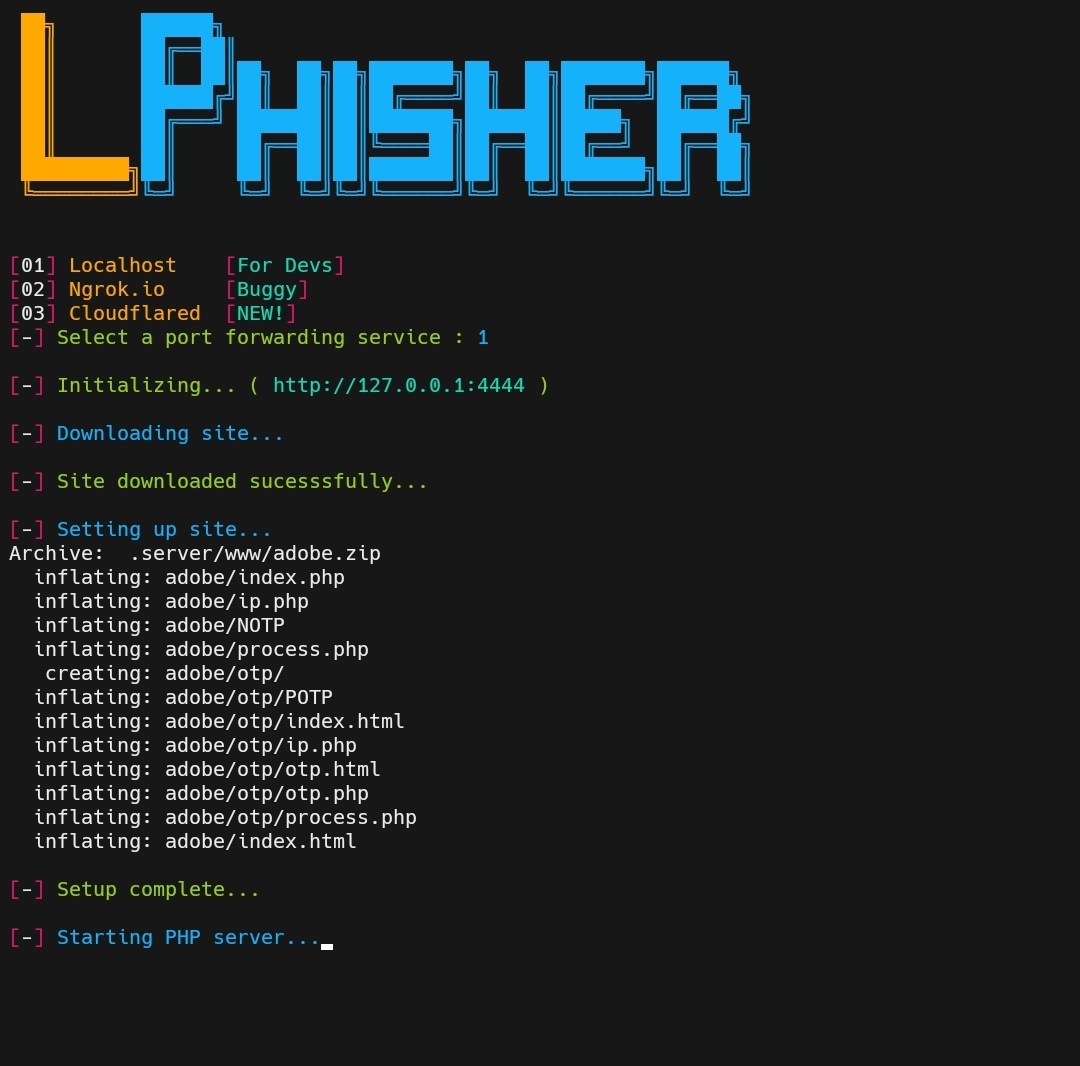 LPHISHER
[01] Localhost [For Devs]
[02] Ngrok.io [Buggy]
[03] Cloudflared [NEW!]
[-] Select a port forwarding service : 1
[-] Initializing... ( http://127.0.0.1:4444 )
[-] Downloading site...
[-] Site downloaded sucesssfully...
[-] Setting up site...
Archive: .server/www/adobe.zip
inflating: adobe/index.php
inflating: adobe/ip.php
inflating: adobe/NOTP
inflating: adobe/process.php
creating: adobe/otp/
inflating: adobe/otp/POTP
inflating: adobe/otp/index.html
inflating: adobe/otp/ip.php
inflating: adobe/otp/otp.html
inflating: adobe/otp/otp.php
inflating: adobe/otp/process.php
inflating: adobe/index.html
[-] Setup complete...
[-] Starting PHP server...